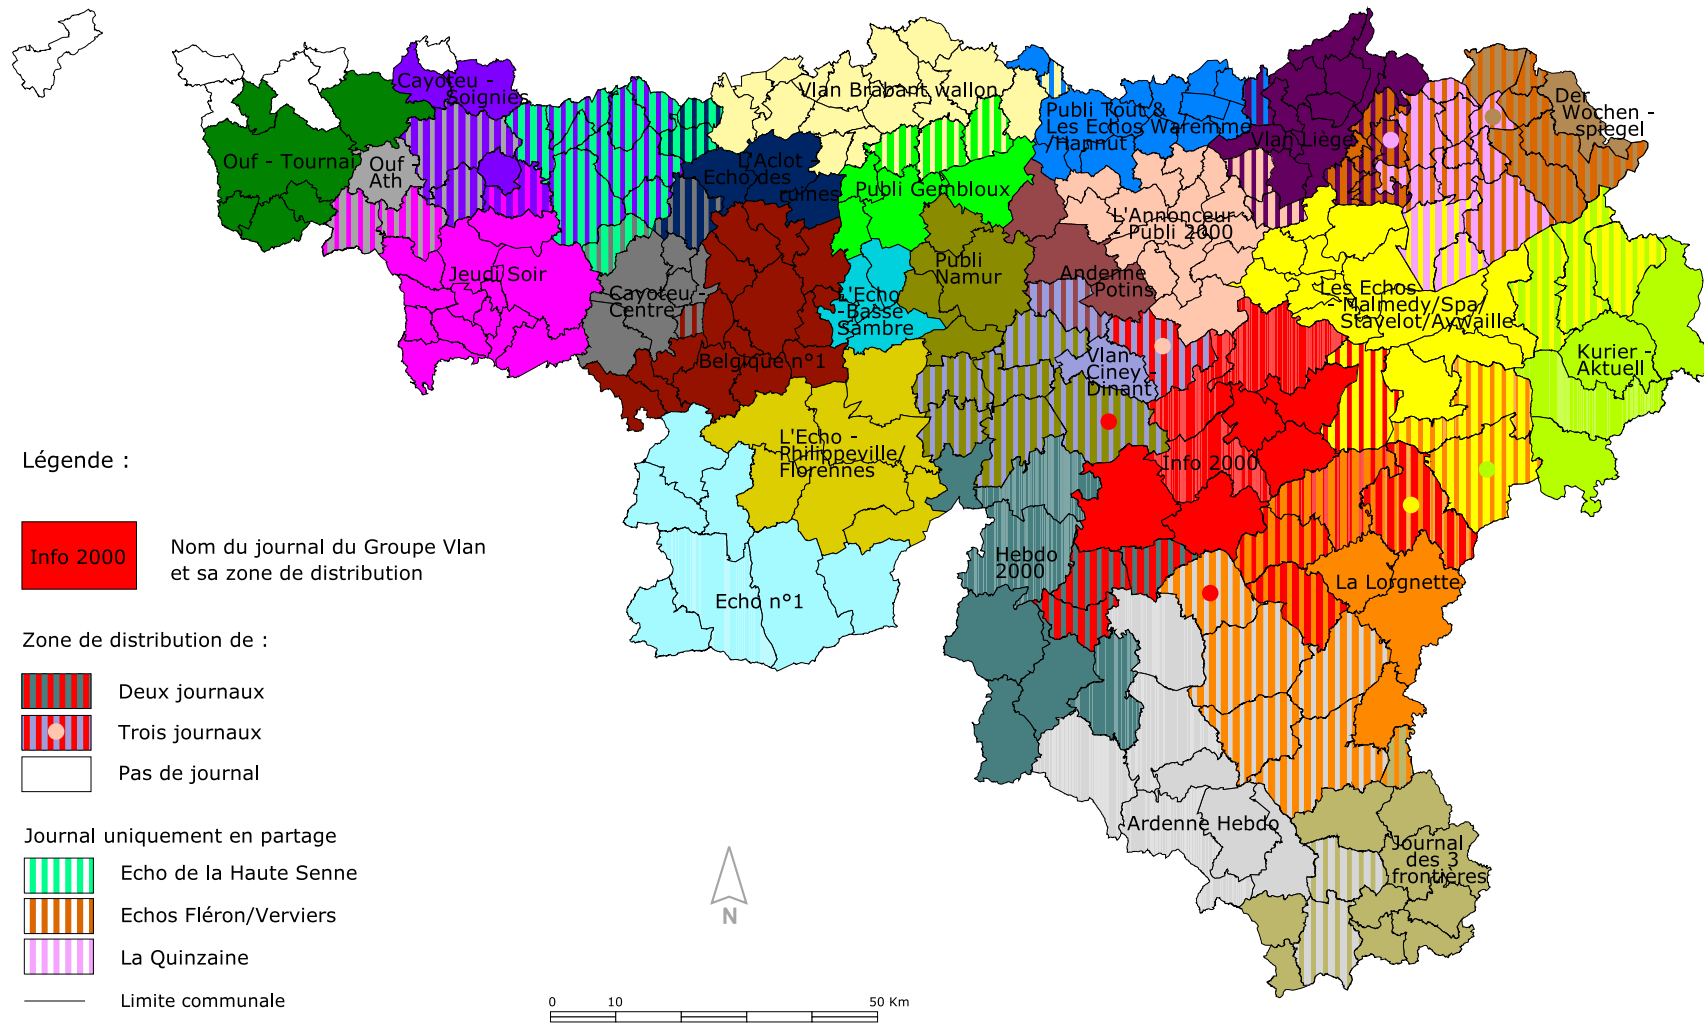 Cayoteu -
Soignies
Ouf - Tournai
Ouf -
Ath
Jeudi Soir
Cayoteu -
Centre
L'Aclot -
Echo des
ruines
Vlan Brabant wallon
Publi Gembloux
Belgique n°1
L'Echo
- Basse
Sambre
Publi
Namur
Publi Tout &
Les Echos Waremme
/Hannut
Vlan Liège
Der
Wochen -
spiegel
L'Annonceur
- Publi 2000
Andenne
Potins
Les Echos
- Malmedy/Spa/
Stavelot/Aywaille
Kurier -
Aktuell
Vlan
Ciney -
Dinant
L'Echo -
Philippeville/
Florennes
Info 2000
Hebdo
2000
Echo n°1
La Lorgnette
Ardenne Hebdo
Journal
des 3
frontières
Légende :
Info 2000
Nom du journal du Groupe Vlan
et sa zone de distribution
Zone de distribution de :
Deux journaux
Trois journaux
Pas de journal
Journal uniquement en partage
Echo de la Haute Senne
Echos Fléron/Verviers
La Quinzaine
Limite communale
N
0 10 50 Km